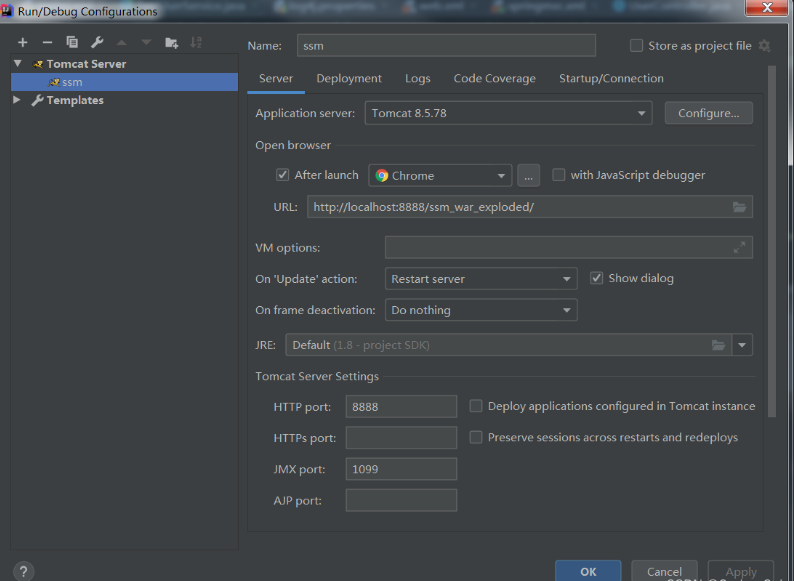 Run/Debug Configurations
Name: ssm Store as project file
Tomcat Server
ssm
Templates
Server Deployment Logs Code Coverage Startup/Connection
Application server: Tomcat 8.5.78 Configure...
Open browser
After launch Chrome ... with JavaScript debugger
URL: http://localhost:8888/ssm_war_exploded/
VM options:
On 'Update' action: Restart server Show dialog
On frame deactivation: Do nothing
JRE: Default (1.8 - project SDK)
Tomcat Server Settings
HTTP port: 8888 Deploy applications configured in Tomcat instance
HTTPs port: Preserve sessions across restarts and redeploys
JMX port: 1099
AJP port:
? OK Cancel Apply